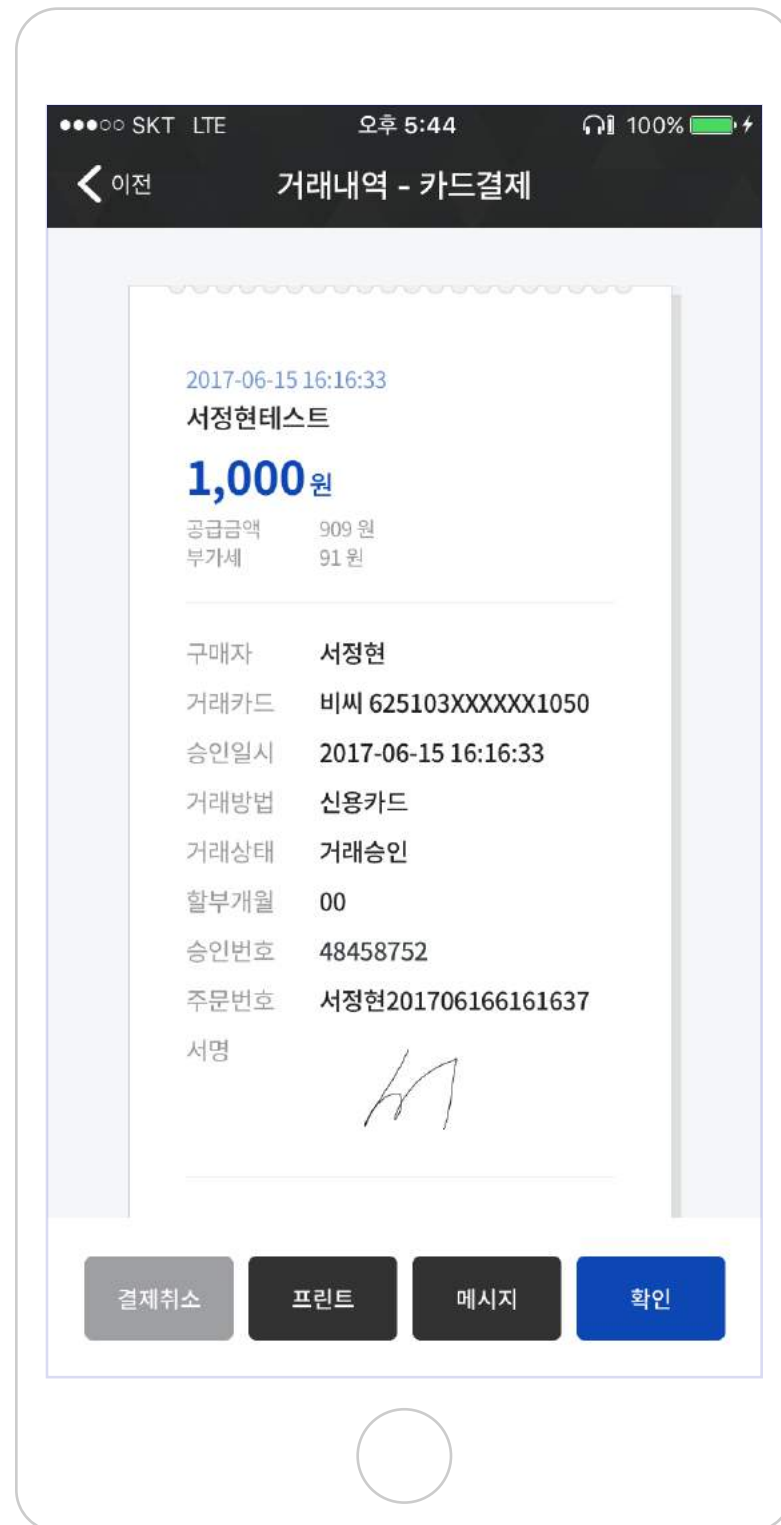 SKT LTE 오후 5:44 100%
이전 거래내역 - 카드결제
2017-06-15 16:16:33
서정현테스트
1,000 원
공급금액 909 원
부가세 91 원
구매자 서정현
거래카드 비씨 625103XXXXXX1050
승인일시 2017-06-15 16:16:33
거래방법 신용카드
거래상태 거래승인
할부개월 00
승인번호 48458752
주문번호 서정현201706166161637
서명
결제취소 프린트 메시지 확인